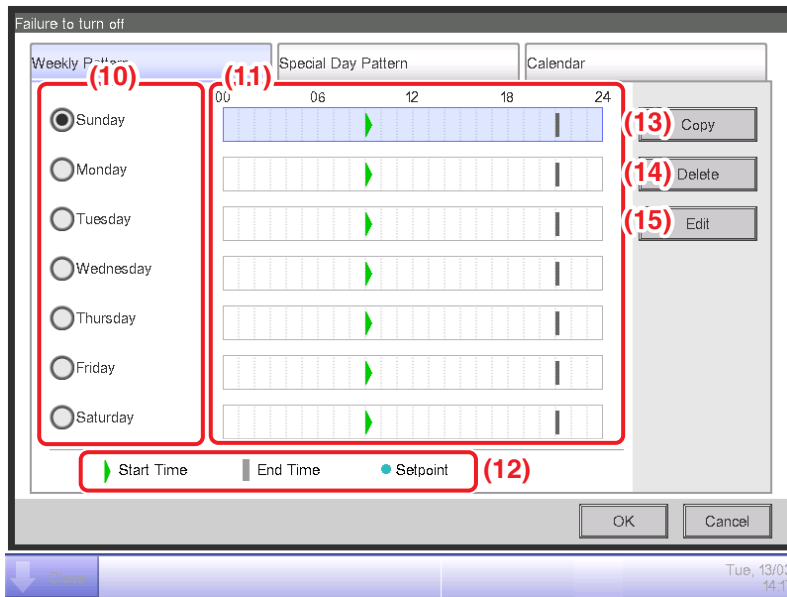 Failure to turn off
Weekly Pattern Special Day Pattern Calendar
(10) (11)
00 06 12 18 24
Sunday (13) Copy
Monday (14) Delete
Tuesday (15) Edit
Wednesday
Thursday
Friday
Saturday
Start Time End Time Setpoint (12)
OK Cancel
Close Tue, 13/03